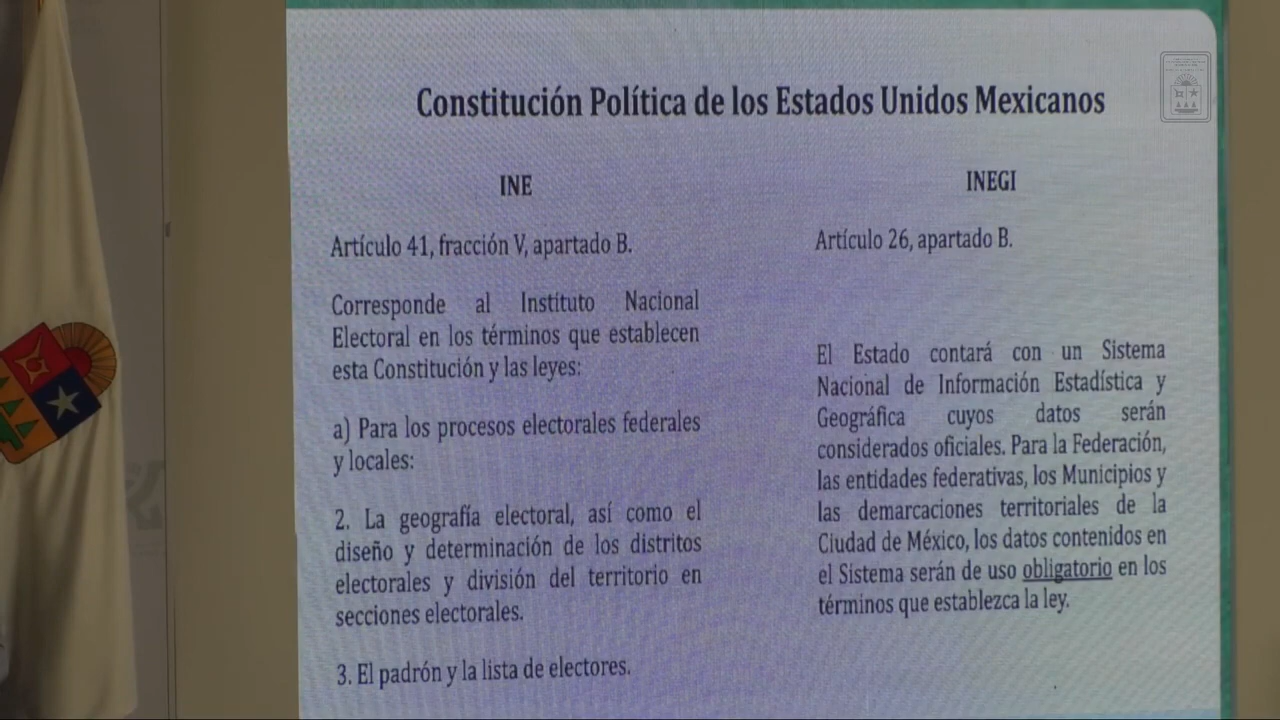 Constitución Política de los Estados Unidos Mexicanos
INE
Artículo 41, fracción V, apartado B.
Corresponde al Instituto Nacional
Electoral en los términos que establecen
esta Constitución y las leyes:
a) Para los procesos electorales federales
y locales:
2. La geografía electoral, así como el
diseño y determinación de los distritos
electorales y división del territorio en
secciones electorales.
3. El padrón y la lista de electores.
INEGI
Artículo 26, apartado B.
El Estado contará con un Sistema
Nacional de Información Estadística y
Geográfica cuyos datos serán
considerados oficiales. Para la Federación,
las entidades federativas, los Municipios y
las demarcaciones territoriales de la
Ciudad de México, los datos contenidos en
el Sistema serán de uso obligatorio en los
términos que establezca la ley.